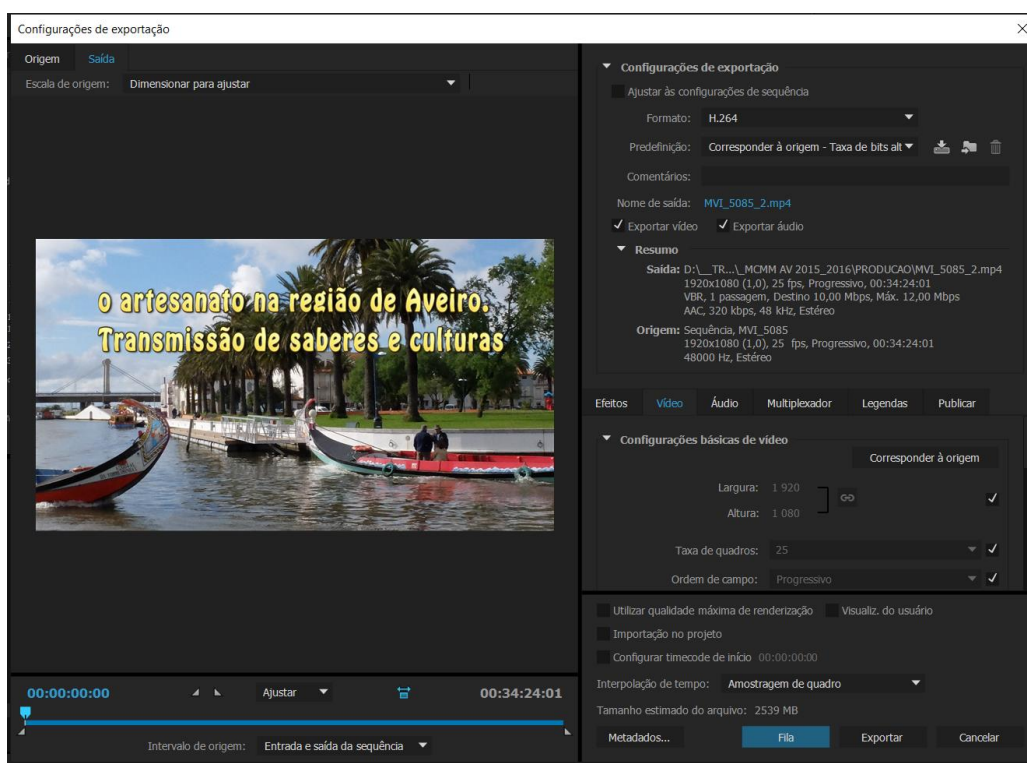 Configurações de exportação
Origem Saída
Escala de origem: Dimensionar para ajustar
o artesanato na região de Aveiro.
Transmissão de saberes e culturas
00:00:00:00 Ajustar 00:34:24:01
Intervalo de origem: Entrada e saída da sequência
Configurações de exportação
Ajustar às configurações de sequência
Formato: H.264
Predefinição: Corresponder à origem - Taxa de bits alt
Comentários:
Nome de saída: MVI_5085_2.mp4
Exportar vídeo Exportar áudio
Resumo
Saída: D:\__TR...\_MCMM AV 2015_2016\PRODUCAO\MVI_5085_2.mp4
1920x1080 (1,0), 25 fps, Progressivo, 00:34:24:01
VBR, 1 passagem, Destino 10,00 Mbps, Máx. 12,00 Mbps
AAC, 320 kbps, 48 kHz, Estéreo
Origem: Sequência, MVI_5085
1920x1080 (1,0), 25 fps, Progressivo, 00:34:24:01
48000 Hz, Estéreo
Efeitos Vídeo Áudio Multiplexador Legendas Publicar
Configurações básicas de vídeo
Corresponder à origem
Largura: 1 920
Altura: 1 080
Taxa de quadros: 25
Ordem de campo: Progressivo
Utilizar qualidade máxima de renderização Visualiz. do usuário
Importação no projeto
Configurar timecode de início 00:00:00:00
Interpolação de tempo: Amostragem de quadro
Tamanho estimado do arquivo: 2539 MB
Metadados... Fila Exportar Cancelar